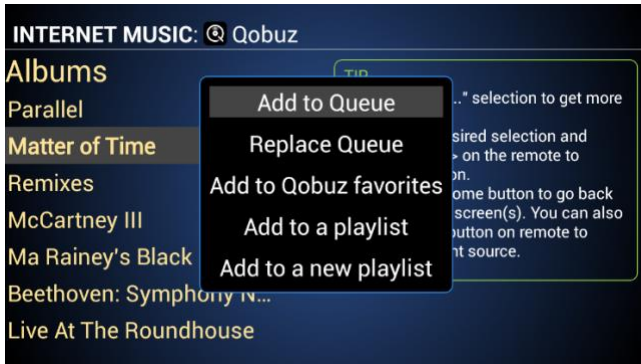 INTERNET MUSIC: Qobuz
Albums
Parallel
Matter of Time
Remixes
McCartney III
Ma Rainey's Black
Beethoven: Symphony N...
Live At The Roundhouse
Add to Queue
Replace Queue
Add to Qobuz favorites
Add to a playlist
Add to a new playlist
TIP
..." selection to get more
sired selection and
> on the remote to
on.
ome button to go back
screen(s). You can also
button on remote to
nt source.